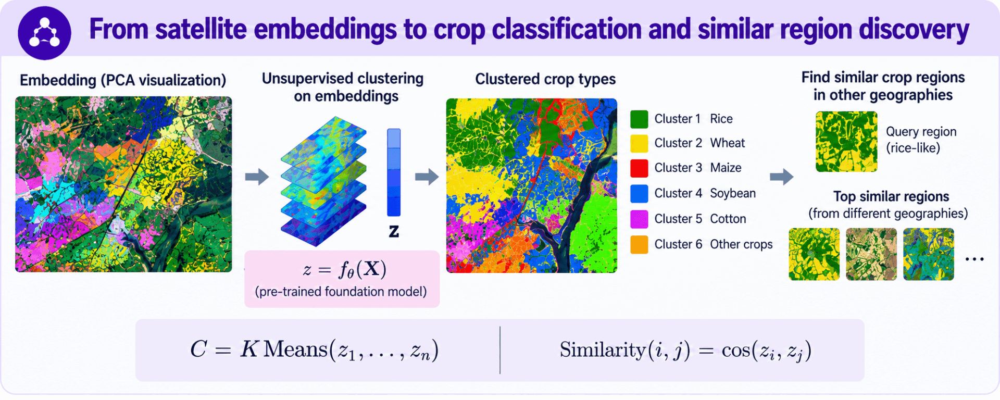 From satellite embeddings to crop classification and similar region discovery
Embedding (PCA visualization)
Unsupervised clustering
on embeddings
z
z = fθ(X)
(pre-trained foundation model)
Clustered crop types
Cluster 1 Rice
Cluster 2 Wheat
Cluster 3 Maize
Cluster 4 Soybean
Cluster 5 Cotton
Cluster 6 Other crops
Find similar crop regions
in other geographies
Query region
(rice-like)
Top similar regions
(from different geographies)
...
C = K Means(z₁, . . . , zₙ)
Similarity(i, j) = cos(zᵢ, zⱼ)